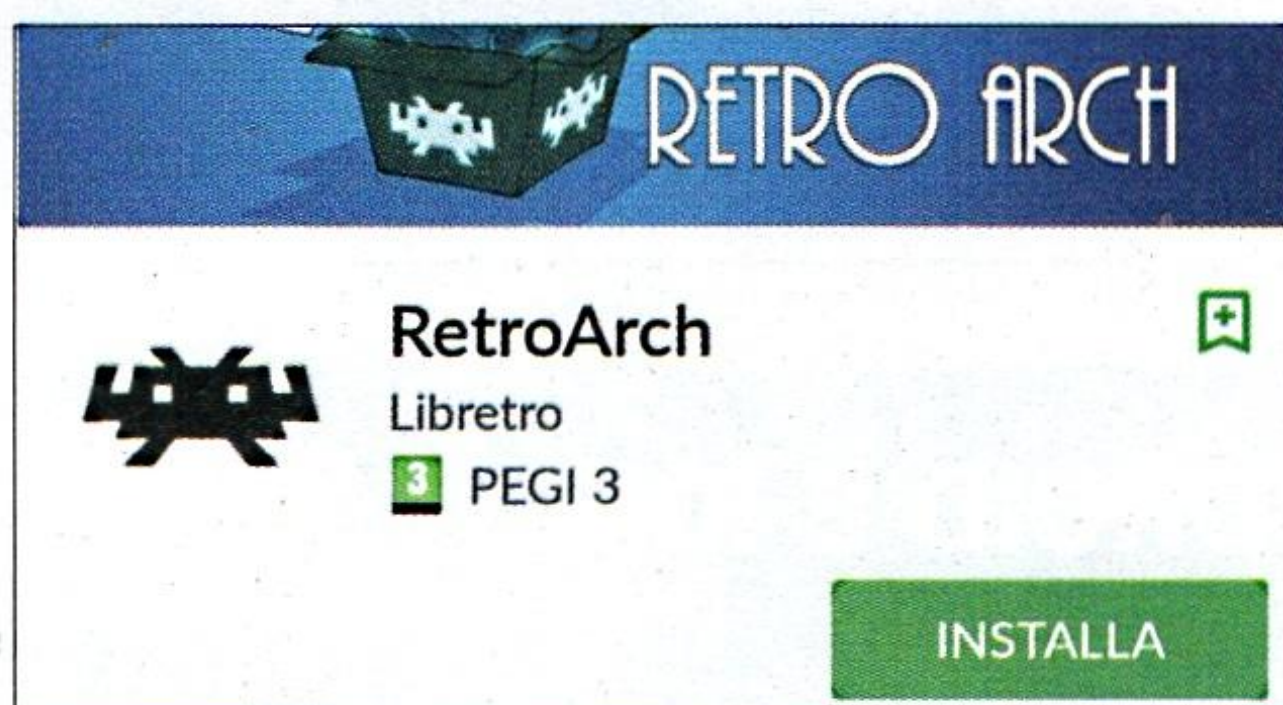 RETRO ARCH
RetroArch
Libretro
3 PEGI 3
INSTALLA